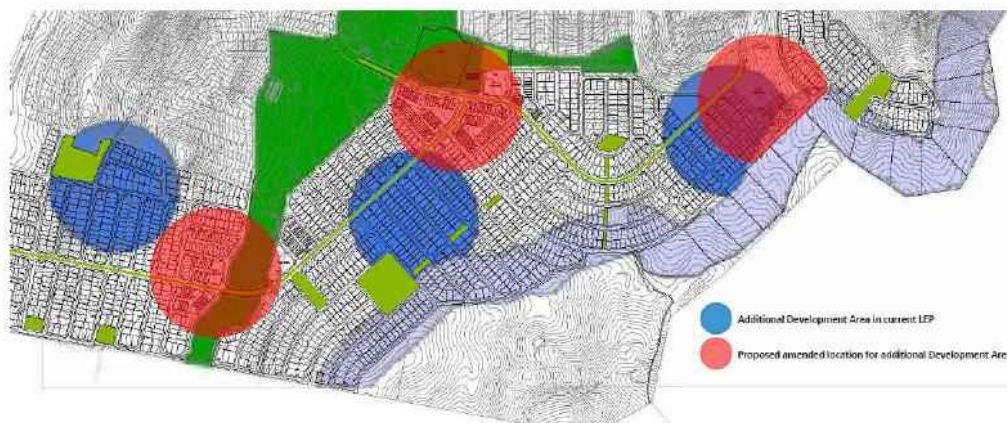 Additional Development Area in current LEP
Proposed amended location for additional Development Are